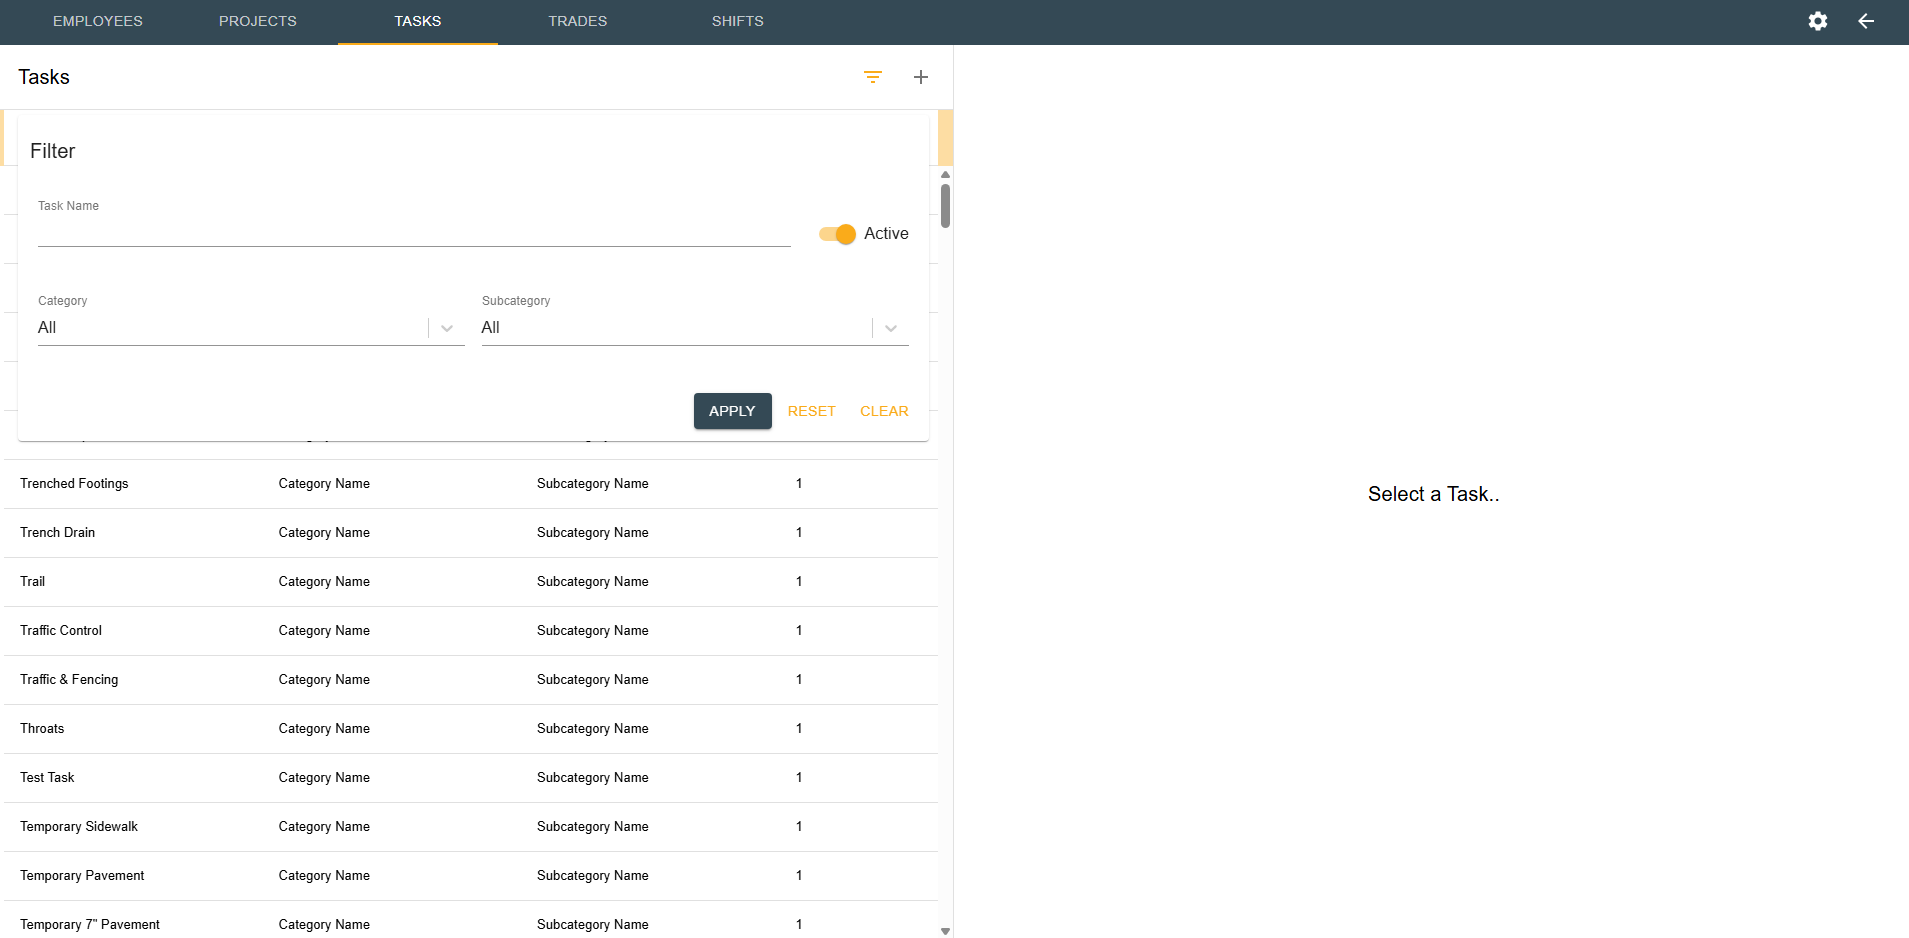 EMPLOYEES PROJECTS TASKS TRADES SHIFTS
Tasks
Filter
Task Name
Active
Category Subcategory
All All
APPLY RESET CLEAR
Trenched Footings Category Name Subcategory Name 1
Trench Drain Category Name Subcategory Name 1
Trail Category Name Subcategory Name 1
Traffic Control Category Name Subcategory Name 1
Traffic & Fencing Category Name Subcategory Name 1
Throats Category Name Subcategory Name 1
Test Task Category Name Subcategory Name 1
Temporary Sidewalk Category Name Subcategory Name 1
Temporary Pavement Category Name Subcategory Name 1
Temporary 7" Pavement Category Name Subcategory Name 1
Select a Task..